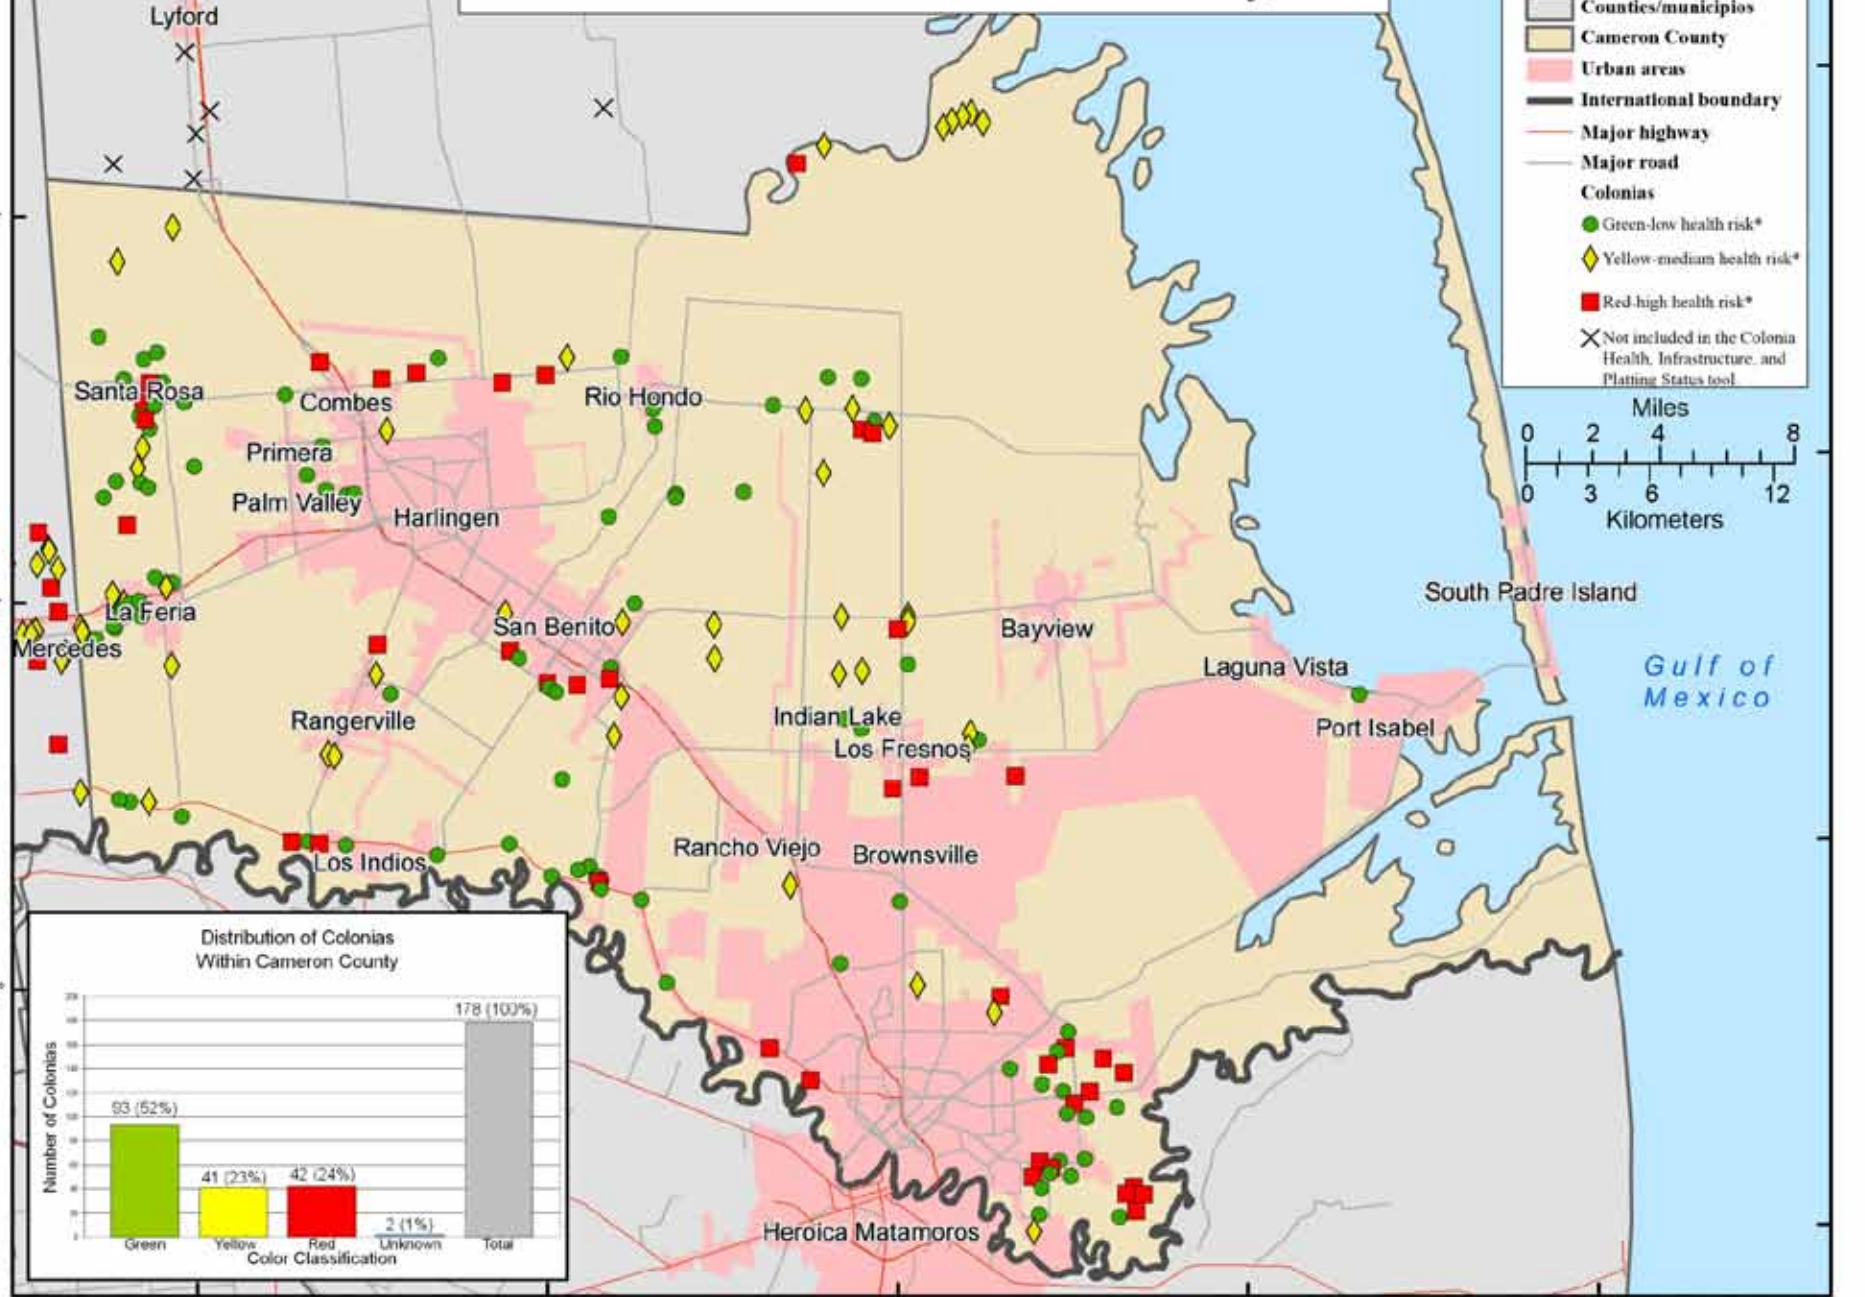 Counties/municipios
Cameron County
Urban areas
International boundary
Major highway
Major road
Colonias
Green-low health risk*
Yellow-medium health risk*
Red-high health risk*
Not included in the Colonia
Health, Infrastructure, and
Platting Status tool.
Miles
0 2 4 8
0 3 6 12
Kilometers
Lyford
Santa Rosa
Combes
Rio Hondo
Primera
Palm Valley
Harlingen
La Feria
San Benito
Bayview
South Padre Island
Mercedes
Laguna Vista
Gulf of
Mexico
Rangerville
Indian Lake
Port Isabel
Los Fresnos
Rancho Viejo
Brownsville
Los Indios
Heroica Matamoros
Distribution of Colonias
Within Cameron County
Number of Colonias
178 (100%)
93 (52%)
41 (23%)
42 (24%)
2 (1%)
Green
Yellow
Red
Unknown
Total
Color Classification